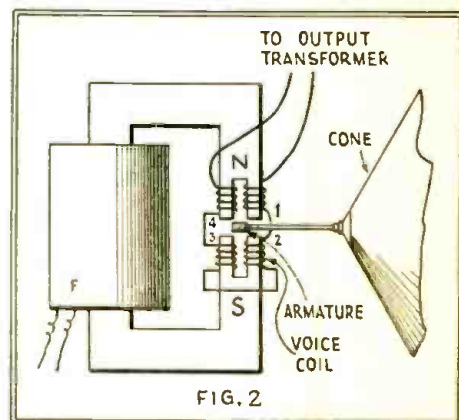 TO OUTPUT
TRANSFORMER
CONE
N
4
1
3
2
F
S
ARMATURE
VOICE
COIL
FIG. 2